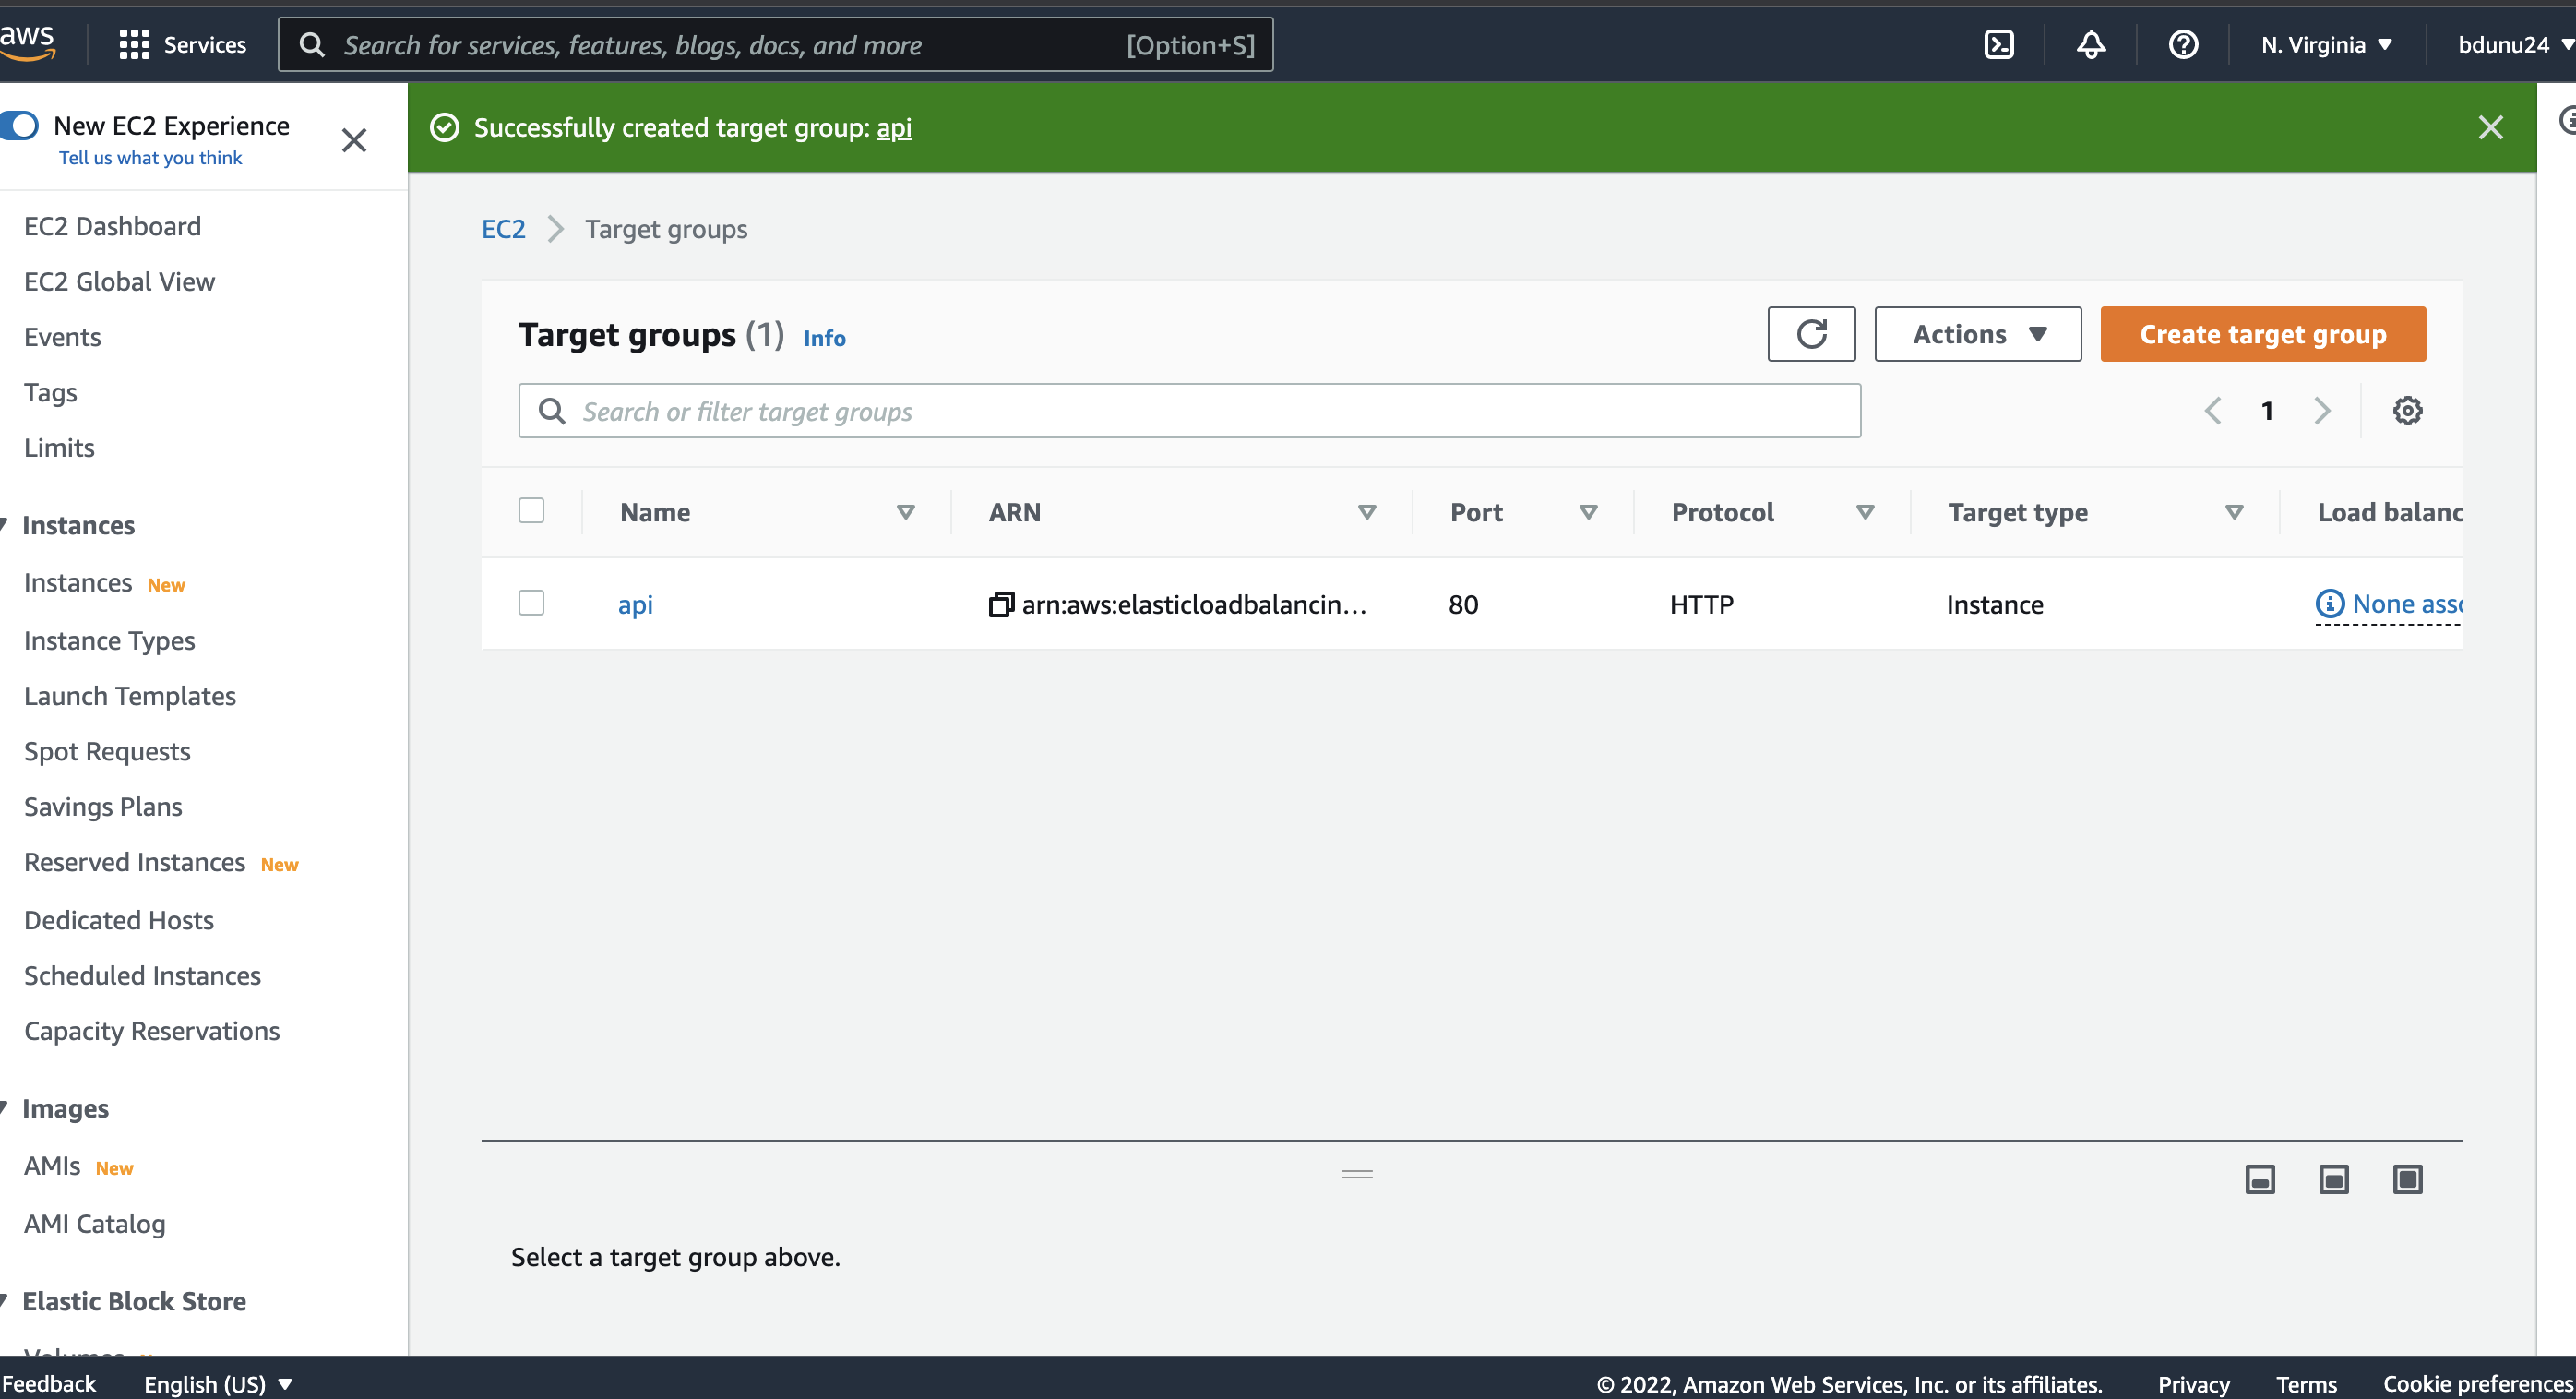 aws
Services
Search for services, features, blogs, docs, and more
[Option+S]
N. Virginia
bdunu24
New EC2 Experience
Tell us what you think
Successfully created target group: api
EC2 Dashboard
EC2 Global View
Events
Tags
Limits
Instances
Instances New
Instance Types
Launch Templates
Spot Requests
Savings Plans
Reserved Instances New
Dedicated Hosts
Scheduled Instances
Capacity Reservations
Images
AMIs New
AMI Catalog
Elastic Block Store
EC2 Target groups
Target groups (1) Info
Actions
Create target group
Search or filter target groups
1
Name ARN Port Protocol Target type Load balanc
api arn:aws:elasticloadbalancin... 80 HTTP Instance None asso
Select a target group above.
Feedback English (US) © 2022, Amazon Web Services, Inc. or its affiliates. Privacy Terms Cookie preferences